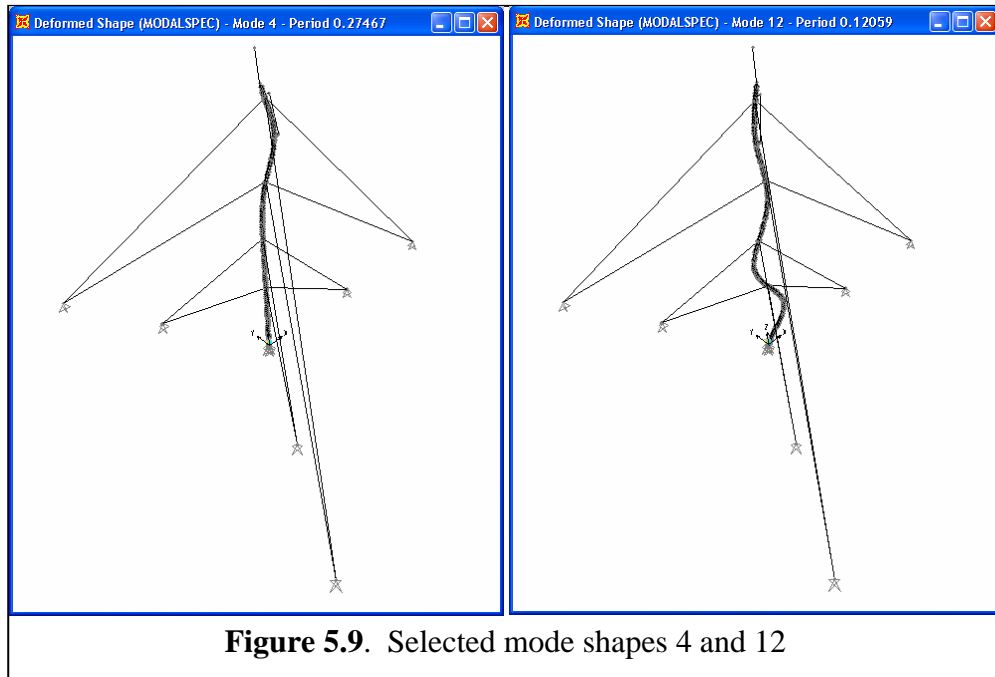 Deformed Shape (MODALSPEC) - Mode 4 - Period 0.27467
Deformed Shape (MODALSPEC) - Mode 12 - Period 0.12059
Y X
Y Z X
Figure 5.9. Selected mode shapes 4 and 12